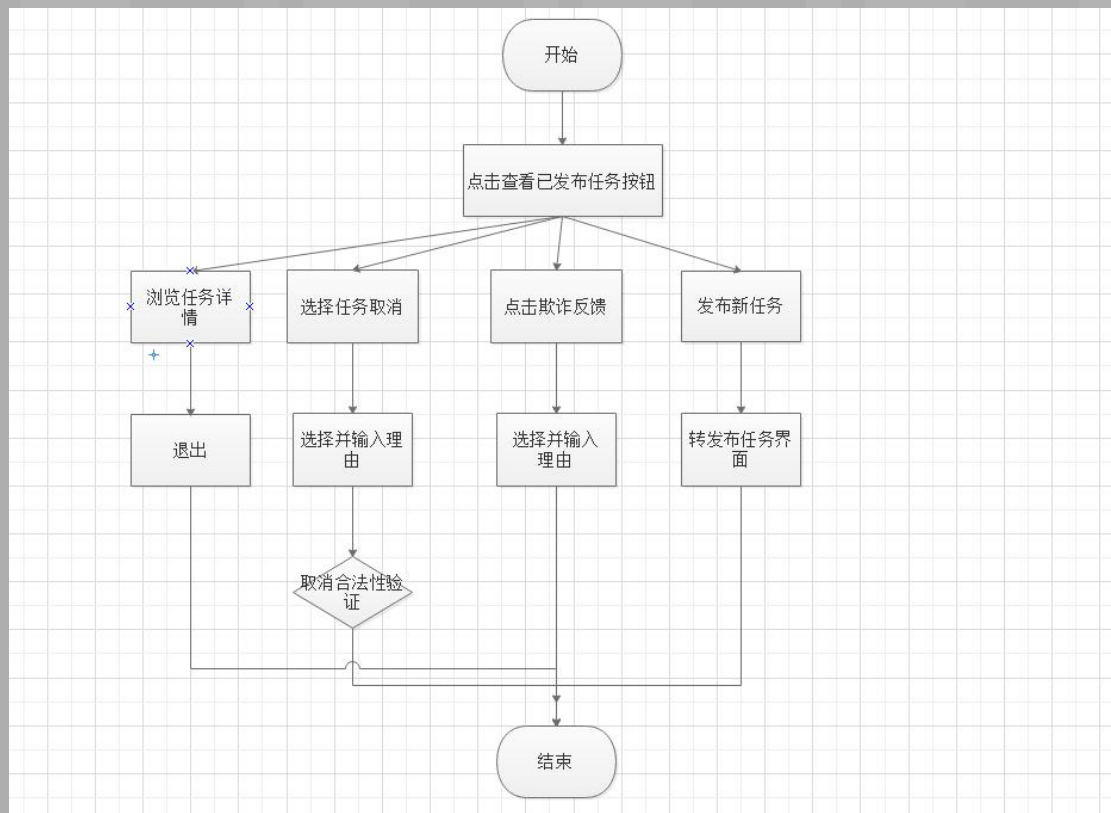 开始
点击查看已发布任务按钮
浏览任务详
情
选择任务取消
点击欺诈反馈
发布新任务
退出
选择并输入理
由
选择并输入
理由
转发布任务界
面
取消合法性验
证
结束